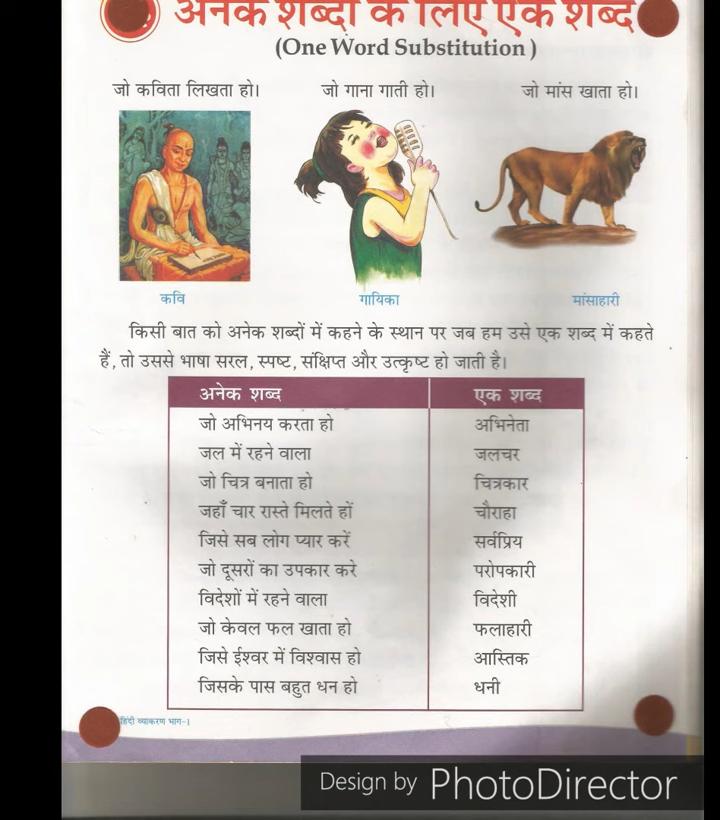 अनेक शब्दों के लिए एक शब्द
(One Word Substitution)
जो कविता लिखता हो। जो गाना गाती हो। जो मांस खाता हो।
कवि गायिका मांसाहारी
किसी बात को अनेक शब्दों में कहने के स्थान पर जब हम उसे एक शब्द में कहते
हैं, तो उससे भाषा सरल, स्पष्ट, संक्षिप्त और उत्कृष्ट हो जाती है।
अनेक शब्द एक शब्द
जो अभिनय करता हो अभिनेता
जल में रहने वाला जलचर
जो चित्र बनाता हो चित्रकार
जहाँ चार रास्ते मिलते हों चौराहा
जिसे सब लोग प्यार करें सर्वप्रिय
जो दूसरों का उपकार करे परोपकारी
विदेशों में रहने वाला विदेशी
जो केवल फल खाता हो फलाहारी
जिसे ईश्वर में विश्वास हो आस्तिक
जिसके पास बहुत धन हो धनी
हिंदी व्याकरण भाग-1
Design by PhotoDirector